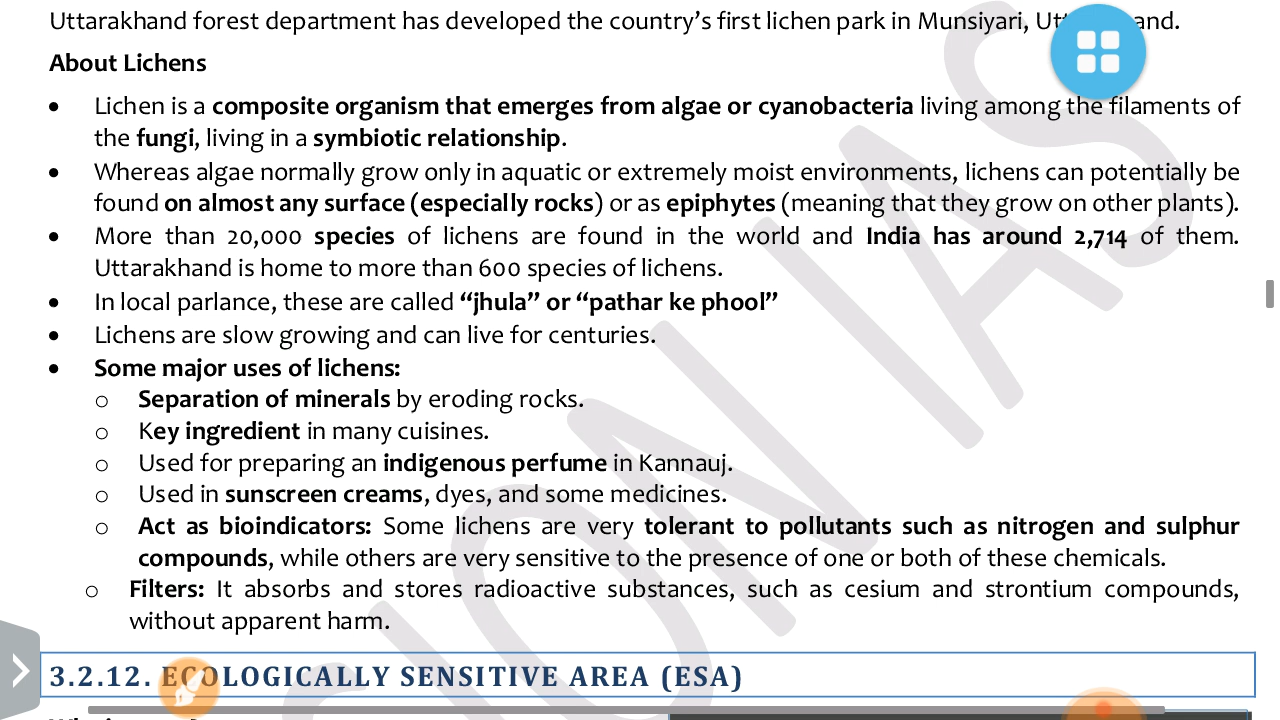 Uttarakhand forest department has developed the country's first lichen park in Munsiyari,
About Lichens
• Lichen is a composite organism that emerges from algae or cyanobacteria living among the filaments of
the fungi, living in a symbiotic relationship.
• Whereas algae normally grow only in aquatic or extremely moist environments, lichens can potentially be
found on almost any surface (especially rocks) or as epiphytes (meaning that they grow on other plants).
• More than 20,000 species of lichens are found in the world and India has around 2,714 of them.
Uttarakhand is home to more than 600 species of lichens.
• In local parlance, these are called "jhula" or "pathar ke phool"
• Lichens are slow growing and can live for centuries.
• Some major uses of lichens:
o Separation of minerals by eroding rocks.
o Key ingredient in many cuisines.
o Used for preparing an indigenous perfume in Kannauj.
o Used in sunscreen creams, dyes, and some medicines.
o Act as bioindicators: Some lichens are very tolerant to pollutants such as nitrogen and sulphur
compounds, while others are very sensitive to the presence of one or both of these chemicals.
o Filters: It absorbs and stores radioactive substances, such as cesium and strontium compounds,
without apparent harm.
3.2.12. ECOLOGICALLY SENSITIVE AREA (ESA)